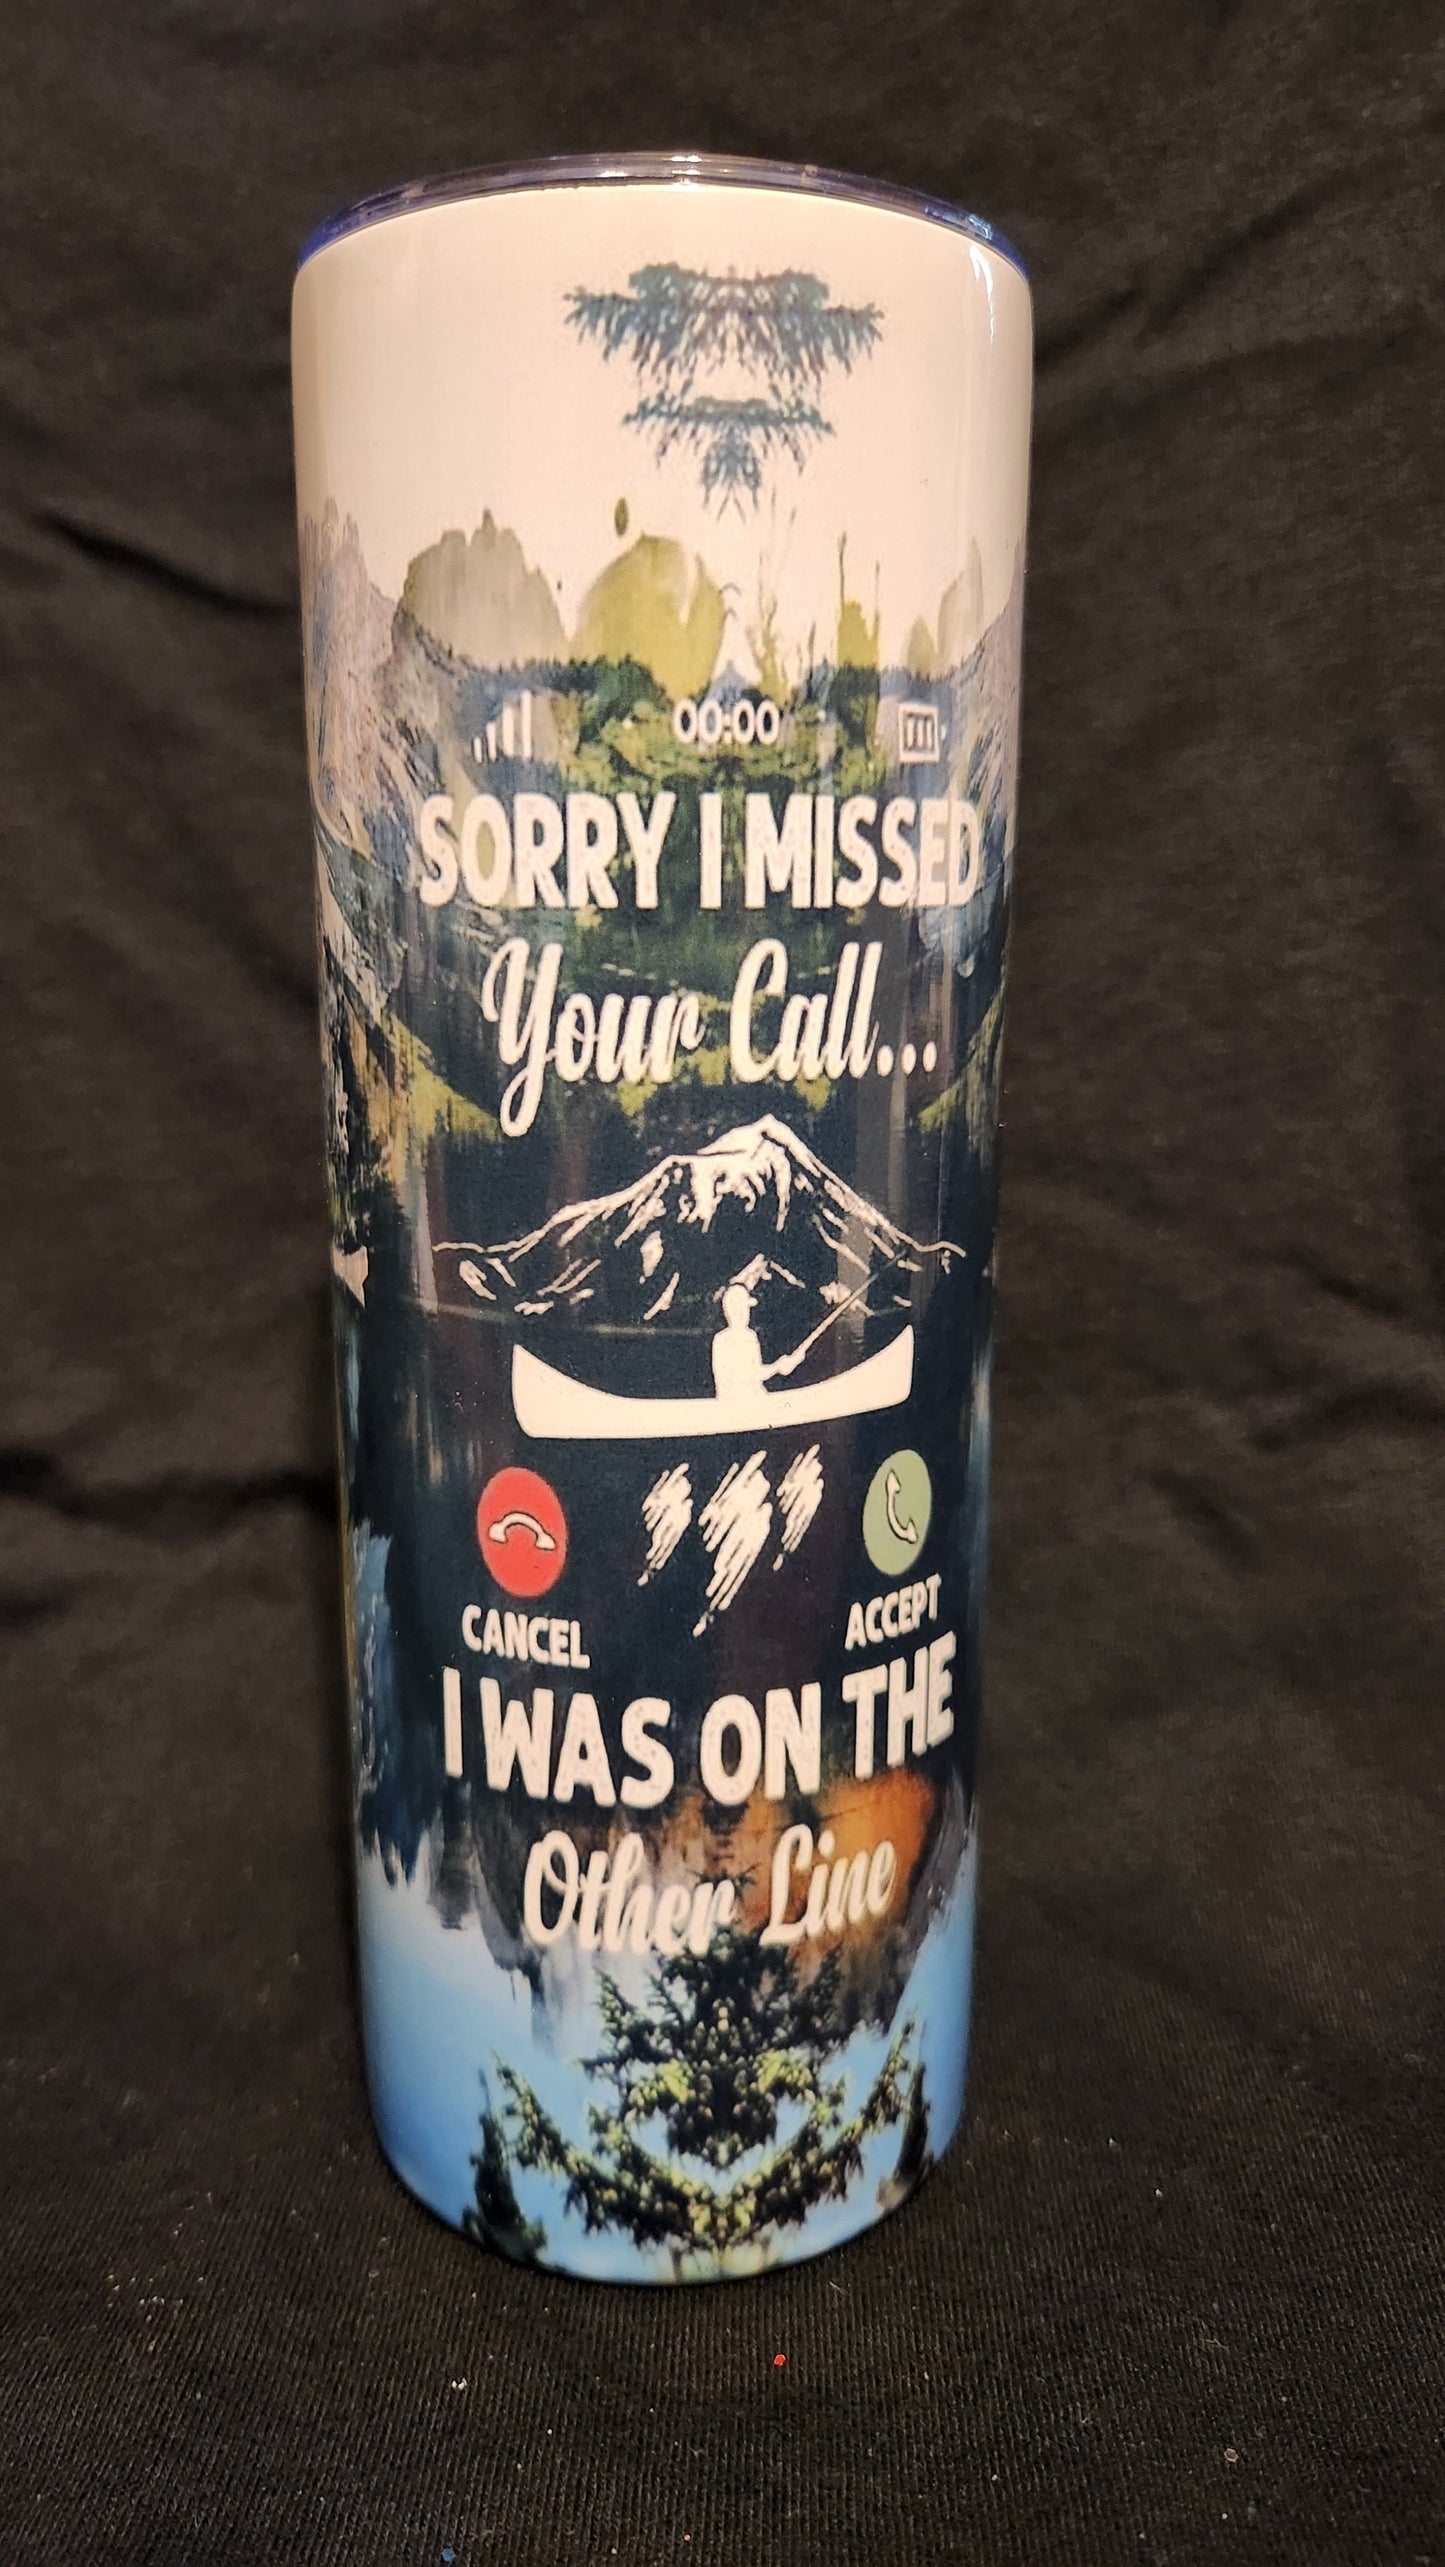 00:00
SORRY I MISSED
Your Call...
CANCEL ACCEPT
I WAS ON THE
Other Line